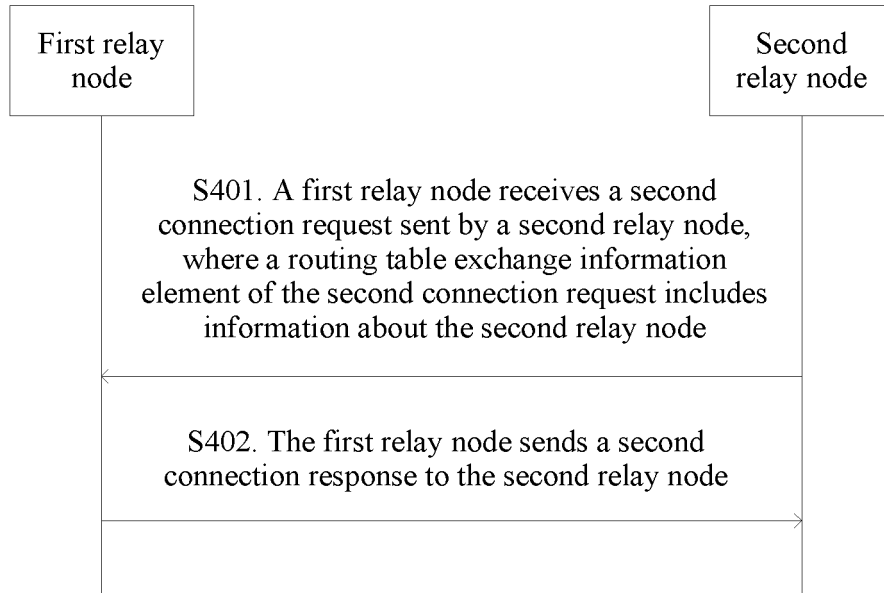 First relay
node
Second
relay node
S401. A first relay node receives a second
connection request sent by a second relay node,
where a routing table exchange information
element of the second connection request includes
information about the second relay node
S402. The first relay node sends a second
connection response to the second relay node